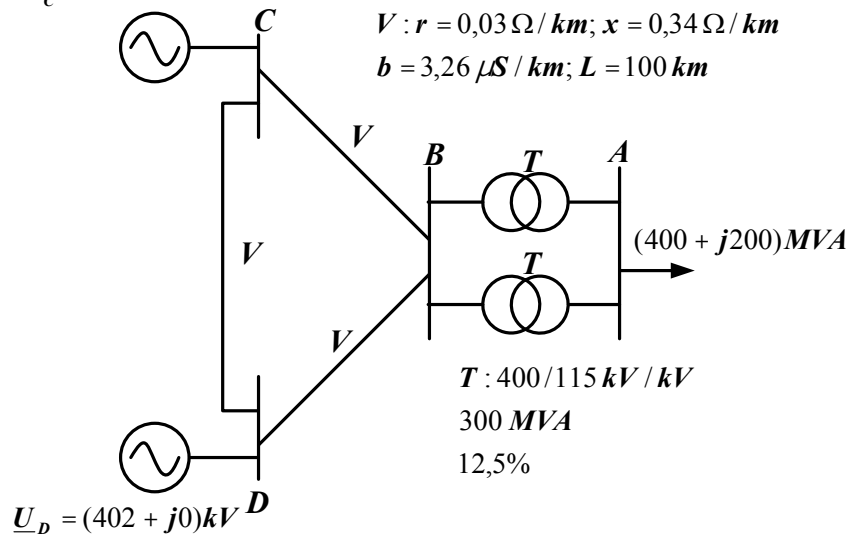 c
C
V : r = 0,03 Ω / km; x = 0,34 Ω / km
b = 3,26 μS / km; L = 100 km
V
B
T
A
(400 + j200) MVA
V
T
V
T : 400 / 115 kV / kV
300 MVA
12,5%
D
U_D = (402 + j0)kV